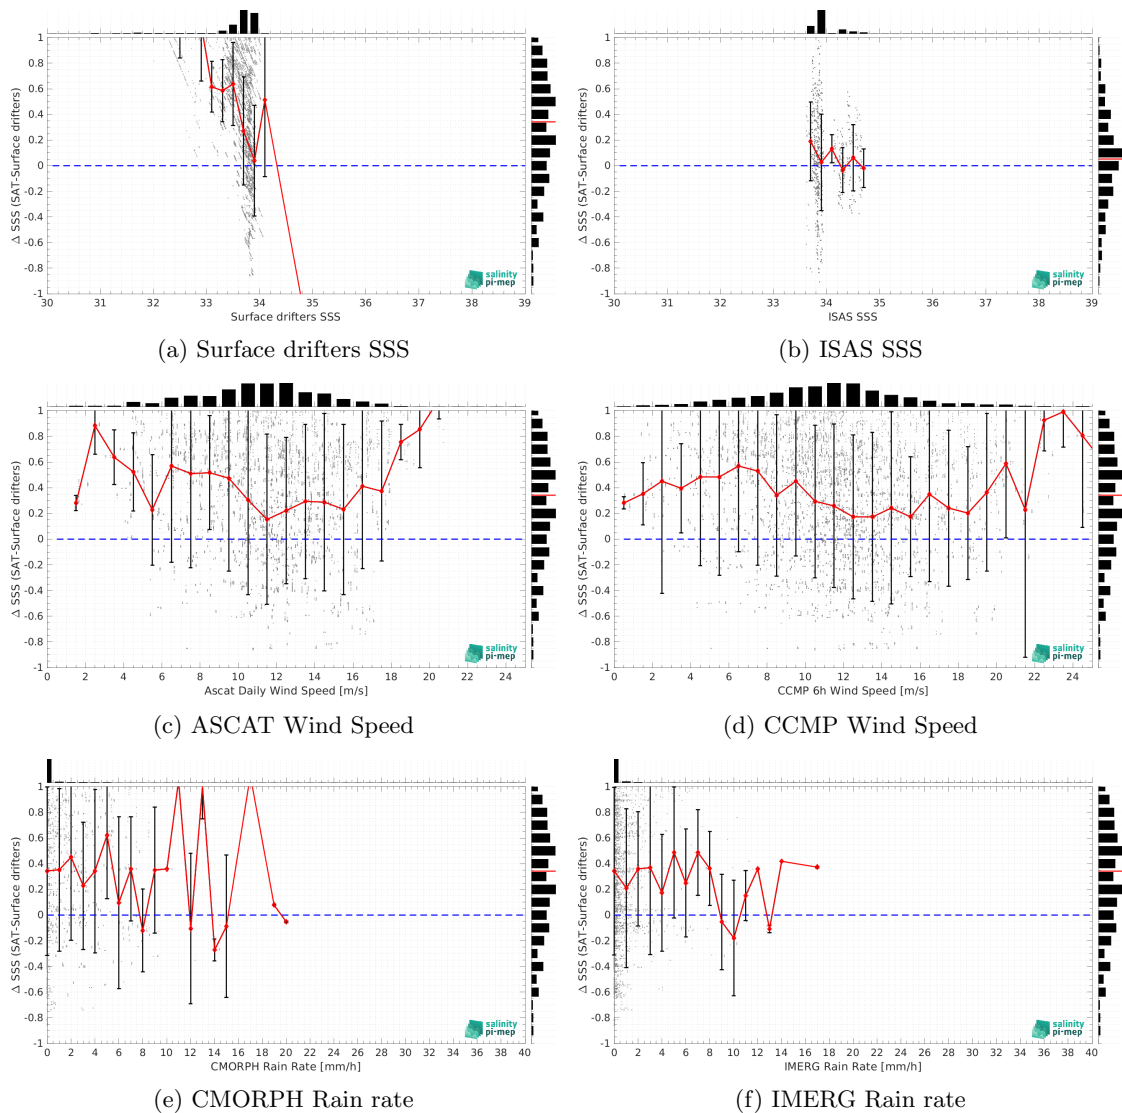 1
0.8
0.6
0.4
0.2
0
-0.2
-0.4
-0.6
-0.8
-1
Δ SSS (SAT-Surface drifters)
30 31 32 33 34 35 36 37 38 39
Surface drifters SSS
salinity
pi-mep
(a) Surface drifters SSS
1
0.8
0.6
0.4
0.2
0
-0.2
-0.4
-0.6
-0.8
-1
Δ SSS (SAT-Surface drifters)
30 31 32 33 34 35 36 37 38 39
ISAS SSS
salinity
pi-mep
(b) ISAS SSS
1
0.8
0.6
0.4
0.2
0
-0.2
-0.4
-0.6
-0.8
-1
Δ SSS (SAT-Surface drifters)
0 2 4 6 8 10 12 14 16 18 20 22 24
Ascat Daily Wind Speed [m/s]
salinity
pi-mep
(c) ASCAT Wind Speed
1
0.8
0.6
0.4
0.2
0
-0.2
-0.4
-0.6
-0.8
-1
Δ SSS (SAT-Surface drifters)
0 2 4 6 8 10 12 14 16 18 20 22 24
CCMP 6h Wind Speed [m/s]
salinity
pi-mep
(d) CCMP Wind Speed
1
0.8
0.6
0.4
0.2
0
-0.2
-0.4
-0.6
-0.8
-1
Δ SSS (SAT-Surface drifters)
0 2 4 6 8 10 12 14 16 18 20 22 24 26 28 30 32 34 36 38 40
CMORPH Rain Rate [mm/h]
salinity
pi-mep
(e) CMORPH Rain rate
1
0.8
0.6
0.4
0.2
0
-0.2
-0.4
-0.6
-0.8
-1
Δ SSS (SAT-Surface drifters)
0 2 4 6 8 10 12 14 16 18 20 22 24 26 28 30 32 34 36 38 40
IMERG Rain Rate [mm/h]
salinity
pi-mep
(f) IMERG Rain rate